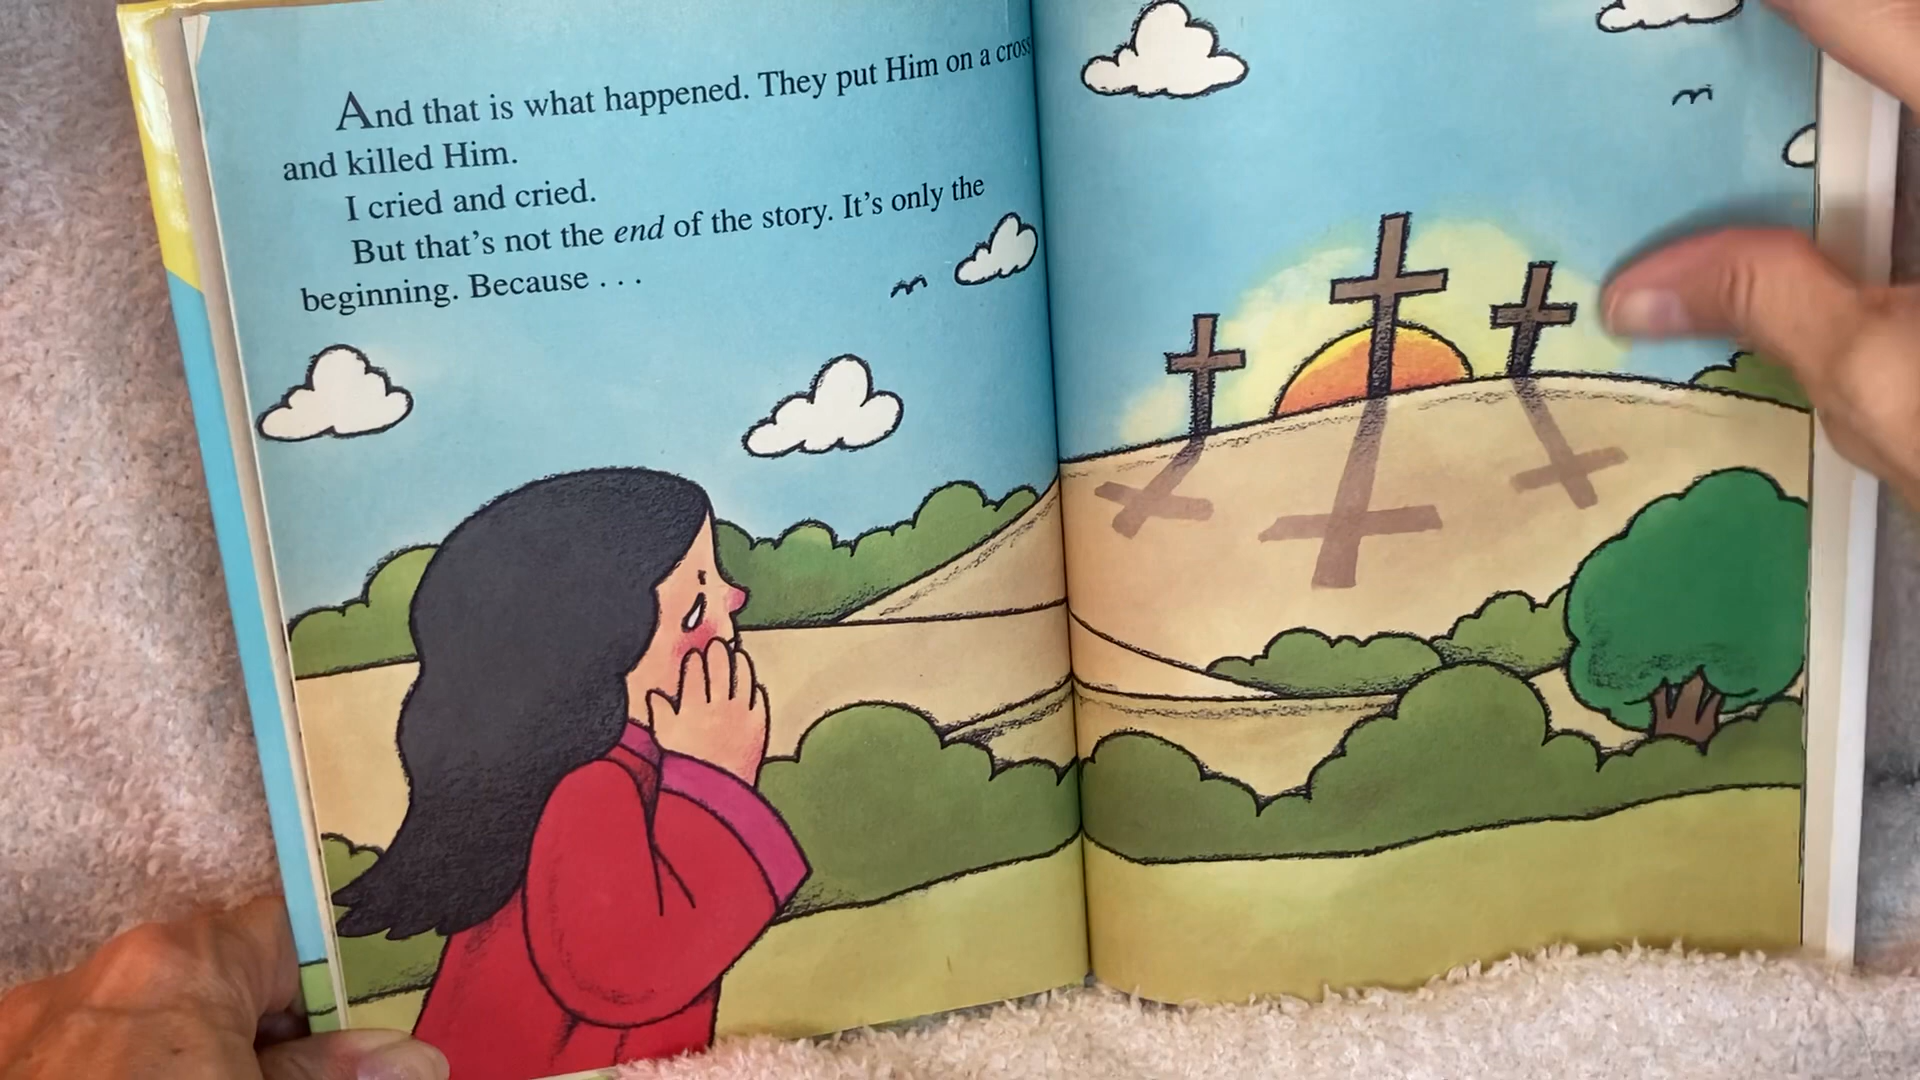 And that is what happened. They put Him on a cross
and killed Him.
I cried and cried.
But that's not the end of the story. It's only the
beginning. Because . . .